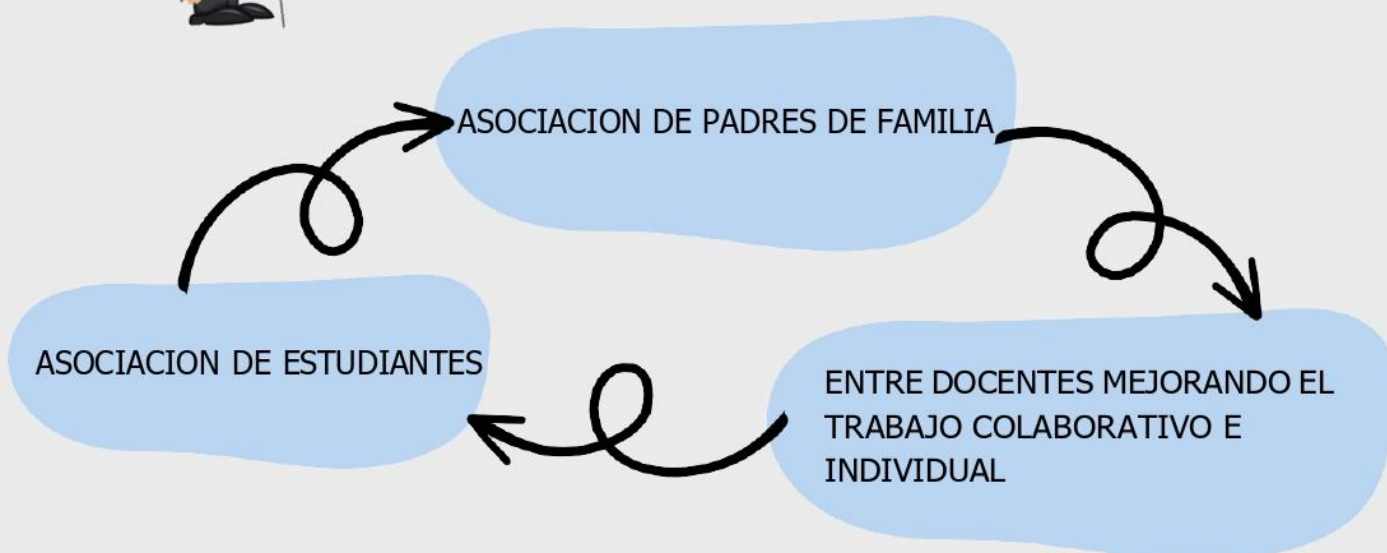 ASOCIACION DE PADRES DE FAMILIA
ASOCIACION DE ESTUDIANTES
ENTRE DOCENTES MEJORANDO EL
TRABAJO COLABORATIVO E
INDIVIDUAL